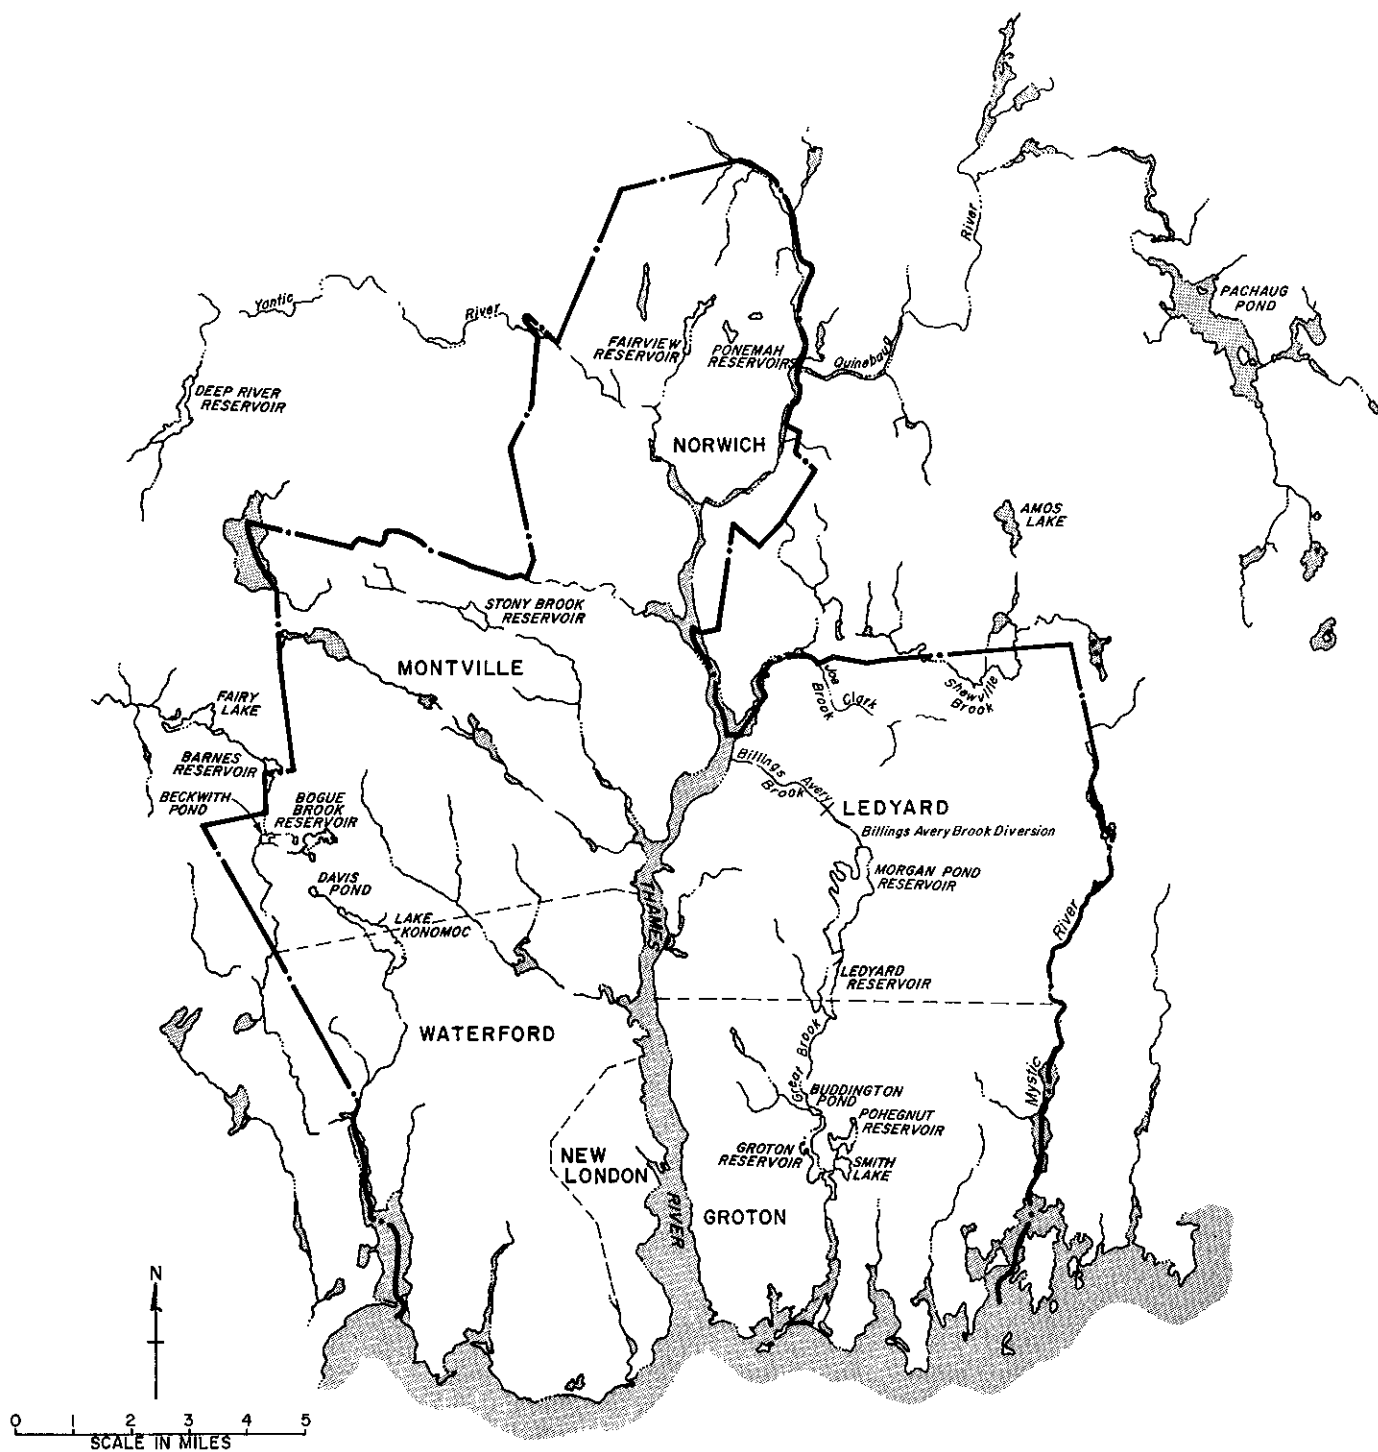 PACHAUG
POND
River
Yantic
River
FAIRVIEW
RESERVOIR
PONEMAH
RESERVOIR
Quinebaug
DEEP RIVER
RESERVOIR
NORWICH
AMOS
LAKE
STONY BROOK
RESERVOIR
MONTVILLE
Joe
Clark
Brook
Shewville
Brook
FAIRY
LAKE
BARNES
RESERVOIR
BECKWITH
POND
BOGUE
BROOK
RESERVOIR
Billings
Avery
Brook
LEDYARD
Billings Avery Brook Diversion
MORGAN POND
RESERVOIR
DAVIS
POND
LAKE
KONOMOC
THAMES
River
LEDYARD
RESERVOIR
WATERFORD
Great Brook
Mystic
BUDDINGTON
POND
POHEGNUT
RESERVOIR
GROTON
RESERVOIR
SMITH
LAKE
NEW
LONDON
RIVER
GROTON
N
0 1 2 3 4 5
SCALE IN MILES